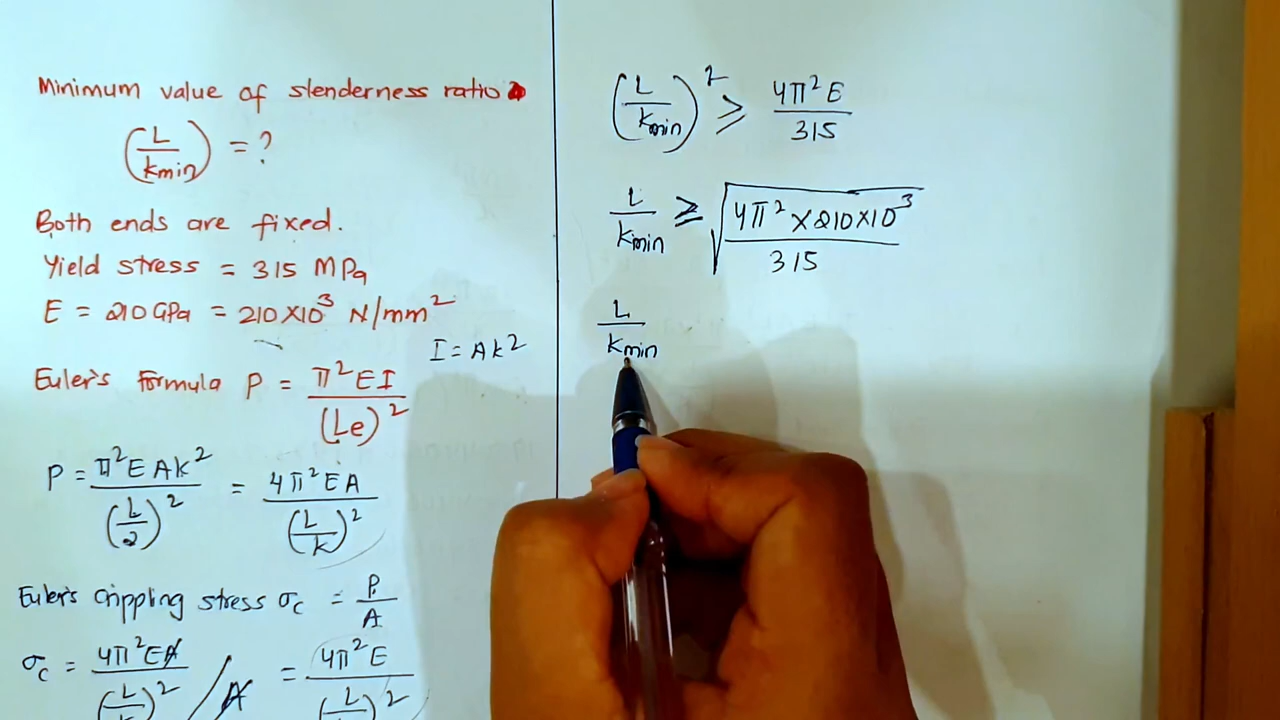 Minimum value of slenderness ratio
(L/kmin) = ?
Both ends are fixed.
Yield stress = 315 MPa
E = 210 GPa = 210 × 10³ N/mm²
I = Ak²
Euler's formula P = π²EI/(Le)²
P = π²EAk²/(L/2)² = 4π²EA/(L/k)²
Euler's crippling stress σc = P/A
σc = 4π²EA/(L/k)² / A = 4π²E/(L/k)²
(L/kmin)² ≥ 4π²E/315
L/kmin ≥ √(4π² × 210 × 10³/315)
L/kmin